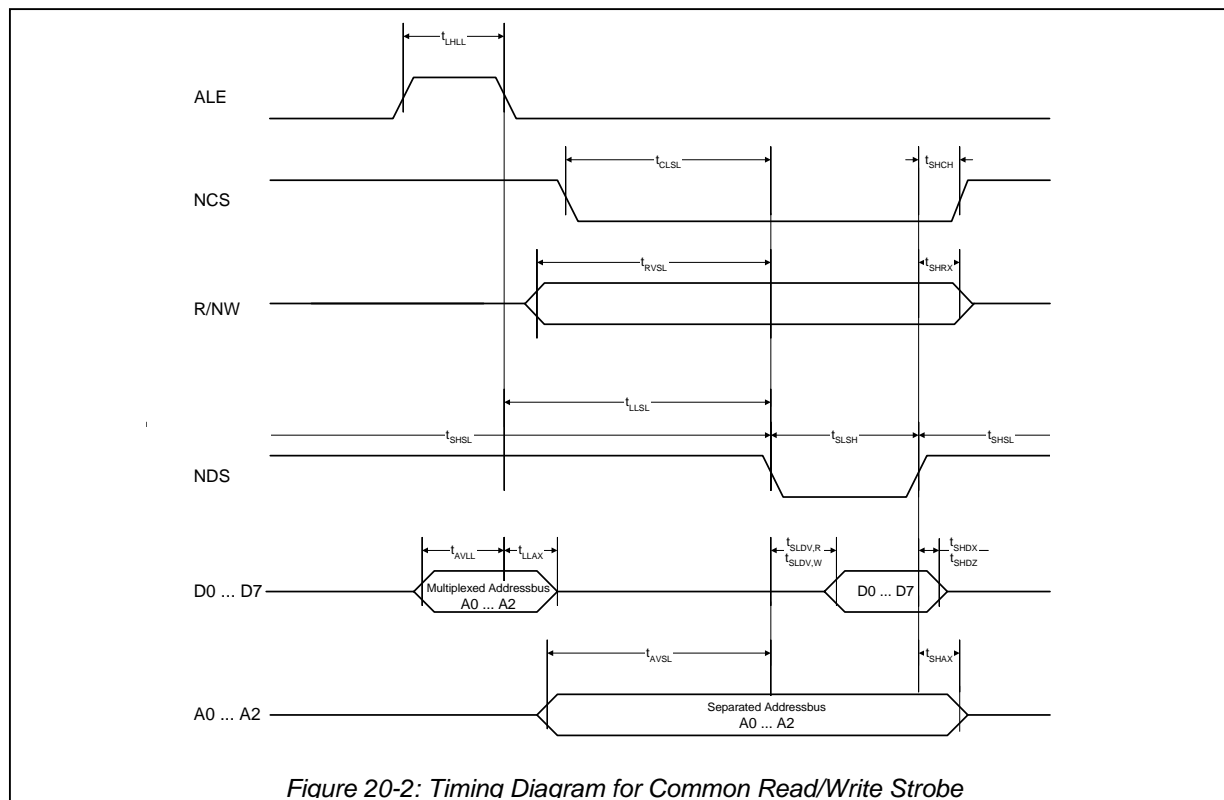 tLHLL
ALE
tCLSL tSHCH
NCS
tRVSL tSHRX
R/NW
tLLSL
tSHSL tSLSH tSHSL
NDS
tAVLL tLLAX tSLDV,R tSHDX
tSLDV,W tSHDZ
D0 ... D7 Multiplexed Addressbus D0 ... D7
A0 ... A2
tAVSL tSHAX
A0 ... A2 Separated Addressbus
A0 ... A2
Figure 20-2: Timing Diagram for Common Read/Write Strobe